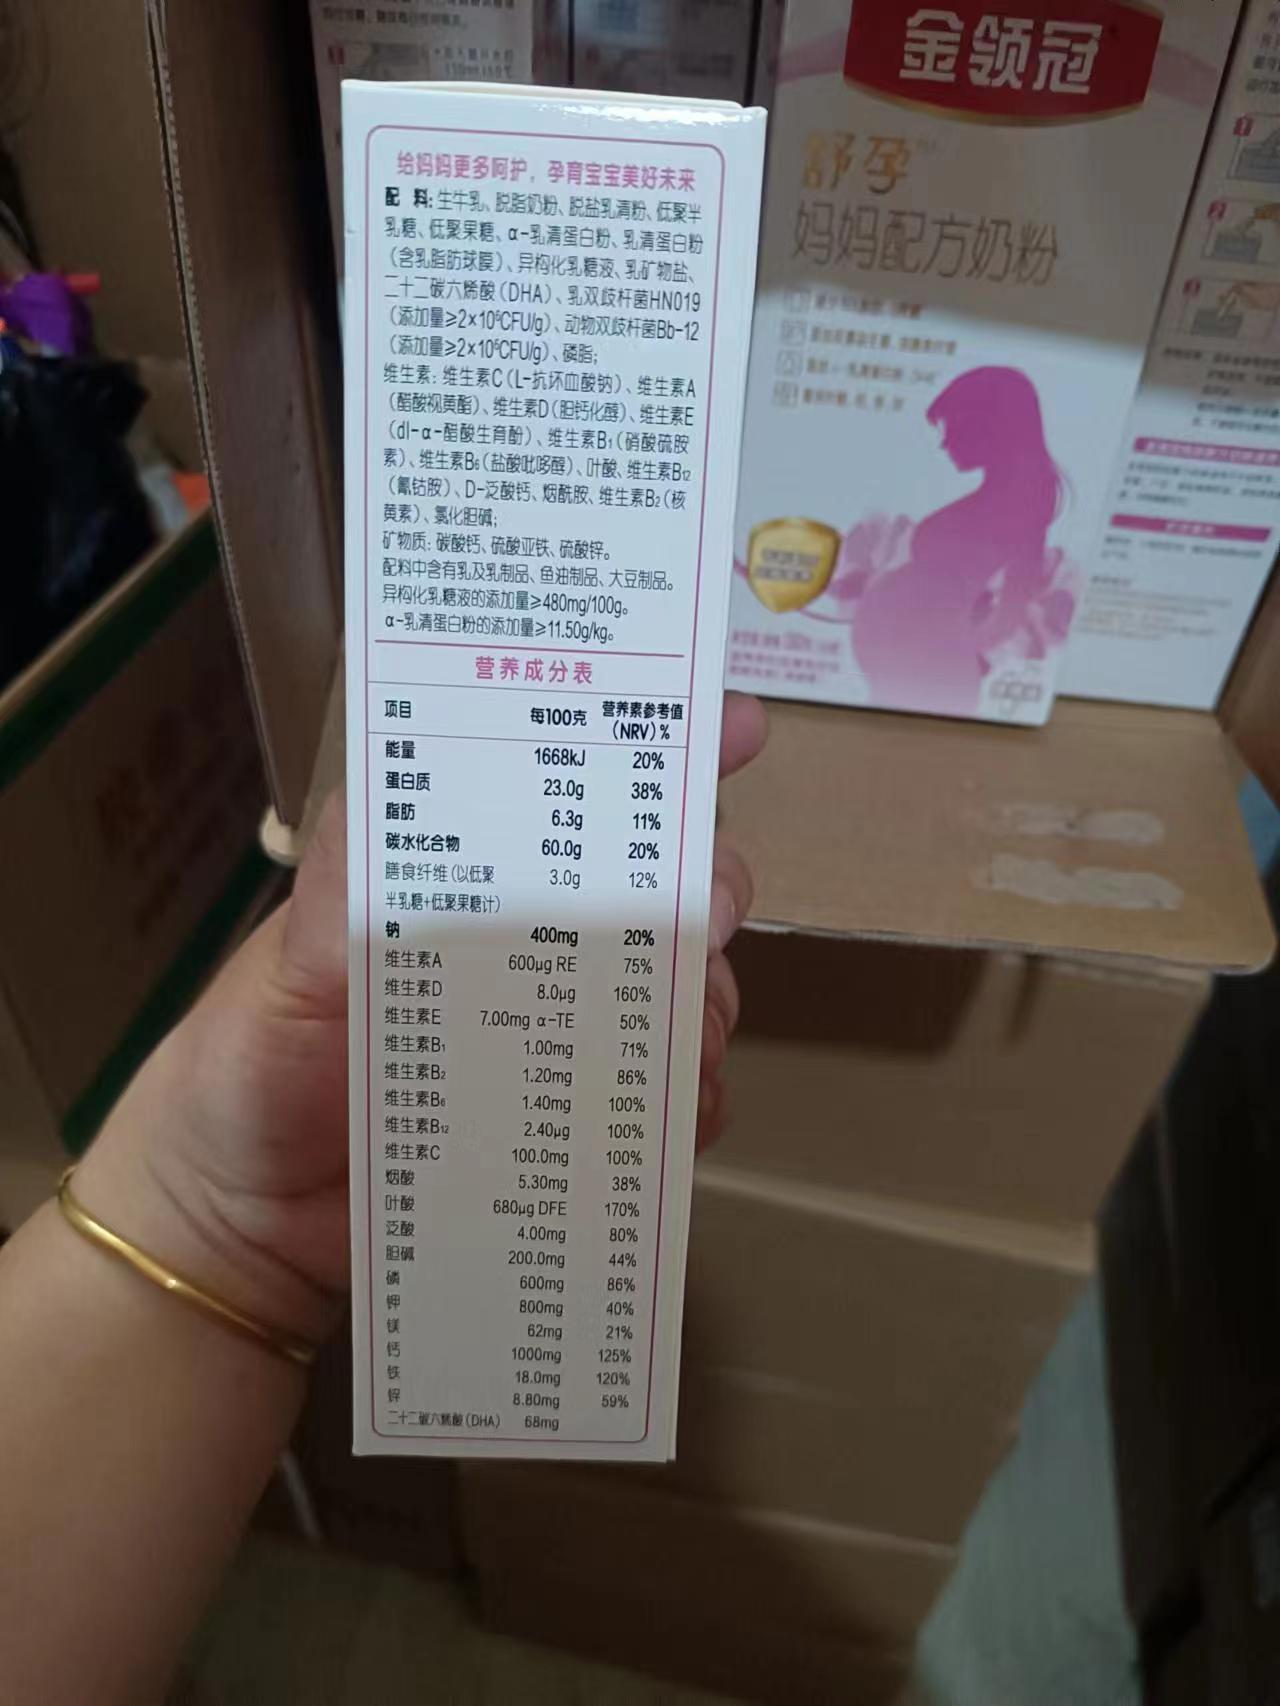 给妈妈更多呵护，孕育宝宝美好未来
配 料: 生牛乳、脱脂奶粉、脱盐乳清粉、低聚半
乳糖、低聚果糖、α-乳清蛋白粉、乳清蛋白粉
（含乳脂肪球膜）、异构化乳糖液、乳矿物盐、
二十二碳六烯酸（DHA）、乳双歧杆菌HN019
（添加量≥2×10⁶CFU/g）、动物双歧杆菌Bb-12
（添加量≥2×10⁶CFU/g）、磷脂;
维生素: 维生素C（L-抗坏血酸钠）、维生素A
（醋酸视黄酯）、维生素D（胆钙化醇）、维生素E
（dl-α-醋酸生育酚）、维生素B₁（硝酸硫胺
素）、维生素B₆（盐酸吡哆醇）、叶酸、维生素B₁₂
（氰钴胺）、D-泛酸钙、烟酰胺、维生素B₂（核
黄素）、氯化胆碱;
矿物质: 碳酸钙、硫酸亚铁、硫酸锌。
配料中含有乳及乳制品、鱼油制品、大豆制品。
异构化乳糖液的添加量≥480mg/100g。
α-乳清蛋白粉的添加量≥11.50g/kg。
营养成分表
项目 每100克 营养素参考值
（NRV）%
能量 1668kJ 20%
蛋白质 23.0g 38%
脂肪 6.3g 11%
碳水化合物 60.0g 20%
膳食纤维（以低聚 3.0g 12%
半乳糖+低聚果糖计）
钠 400mg 20%
维生素A 600μg RE 75%
维生素D 8.0μg 160%
维生素E 7.00mg α-TE 50%
维生素B₁ 1.00mg 71%
维生素B₂ 1.20mg 86%
维生素B₆ 1.40mg 100%
维生素B₁₂ 2.40μg 100%
维生素C 100.0mg 100%
烟酸 5.30mg 38%
叶酸 680μg DFE 170%
泛酸 4.00mg 80%
胆碱 200.0mg 44%
磷 600mg 86%
钾 800mg 40%
镁 62mg 21%
钙 1000mg 125%
铁 18.0mg 120%
锌 8.80mg 59%
二十二碳六烯酸（DHA） 68mg
金领冠
舒孕
妈妈配方奶粉
1
2
3